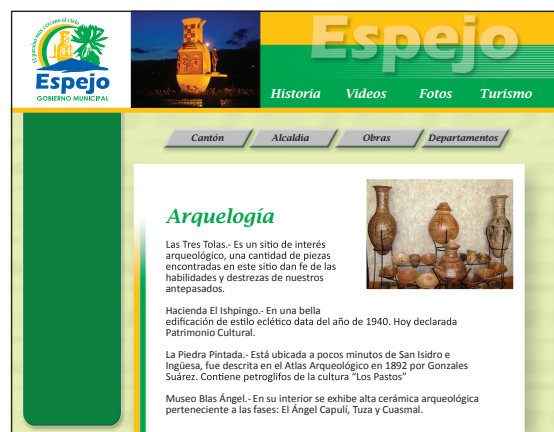 El paraíso más cercano al cielo
Espejo
GOBIERNO MUNICIPAL
Espejo
Historia Videos Fotos Turismo
Cantón Alcaldía Obras Departamentos
Arquelogía
Las Tres Tolas.- Es un sitio de interés
arqueológico, una cantidad de piezas
encontradas en este sitio dan fe de las
habilidades y destrezas de nuestros
antepasados.
Hacienda El Ishpingo.- En una bella
edificación de estilo eclético data del año de 1940. Hoy declarada
Patrimonio Cultural.
La Piedra Pintada.- Está ubicada a pocos minutos de San Isidro e
Ingüesa, fue descrita en el Atlas Arqueológico en 1892 por Gonzales
Suárez. Contiene petroglifos de la cultura “Los Pastos”
Museo Blas Ángel.- En su interior se exhibe alta cerámica arqueológica
perteneciente a las fases: El Ángel Capulí, Tuza y Cuasmal.